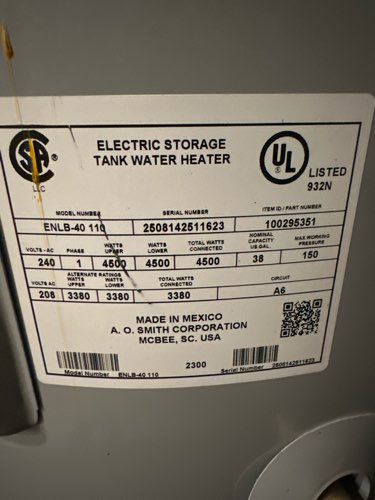 CSA
®
LLC
ELECTRIC STORAGE
TANK WATER HEATER
UL
®
LISTED
932N
MODEL NUMBER SERIAL NUMBER ITEM ID / PART NUMBER
ENLB-40 110 2508142511623 100295351
VOLTS - AC PHASE WATTS UPPER WATTS LOWER TOTAL WATTS CONNECTED NOMINAL CAPACITY US GAL MAX WORKING PRESSURE
240 1 4500 4500 4500 38 150
VOLTS AC ALTERNATE RATINGS WATTS UPPER WATTS LOWER TOTAL WATTS CONNECTED CIRCUIT
208 3380 3380 3380 A6
MADE IN MEXICO
A. O. SMITH CORPORATION
MCBEE, SC. USA
2300
Model Number ENLB-40 110
Serial Number 2508142511623